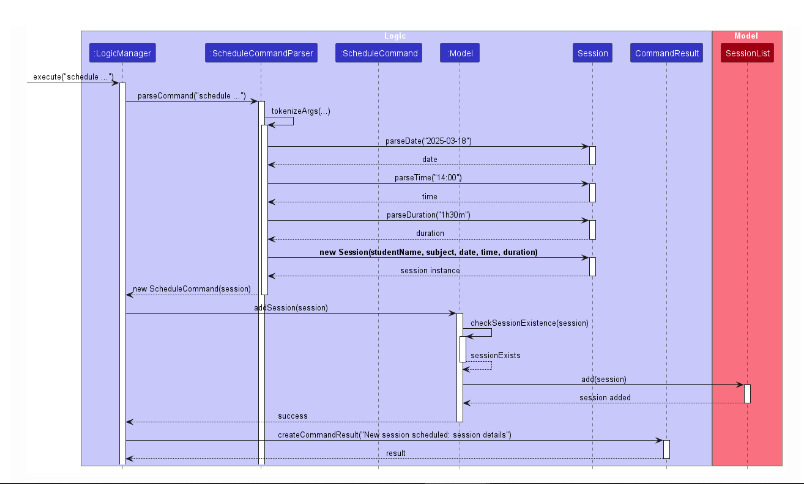 Logic
Model
:LogicManager
:ScheduleCommandParser
:ScheduleCommand
:Model
Session
CommandResult
SessionList
execute("schedule ...")
parseCommand("schedule ...")
tokenizeArgs(...)
parseDate("2025-03-18")
date
parseTime("14:00")
time
parseDuration("1h30m")
duration
new Session(studentName, subject, date, time, duration)
session instance
new ScheduleCommand(session)
addSession(session)
checkSessionExistence(session)
sessionExists
add(session)
session added
success
createCommandResult("New session scheduled: session details")
result